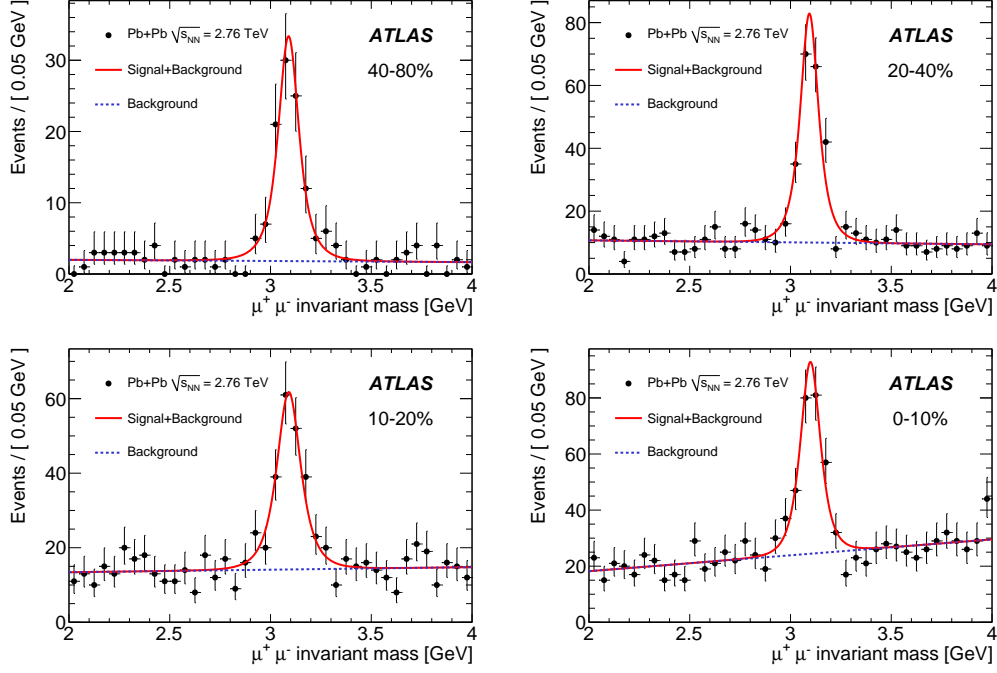 Events / [ 0.05 GeV ]
30
20
10
0
Pb+Pb √sNN = 2.76 TeV
Signal+Background
Background
ATLAS
40-80%
2 2.5 3 3.5 4
μ+ μ- invariant mass [GeV]
Events / [ 0.05 GeV ]
80
60
40
20
0
Pb+Pb √sNN = 2.76 TeV
Signal+Background
Background
ATLAS
20-40%
2 2.5 3 3.5 4
μ+ μ- invariant mass [GeV]
Events / [ 0.05 GeV ]
60
40
20
0
Pb+Pb √sNN = 2.76 TeV
Signal+Background
Background
ATLAS
10-20%
2 2.5 3 3.5 4
μ+ μ- invariant mass [GeV]
Events / [ 0.05 GeV ]
80
60
40
20
0
Pb+Pb √sNN = 2.76 TeV
Signal+Background
Background
ATLAS
0-10%
2 2.5 3 3.5 4
μ+ μ- invariant mass [GeV]